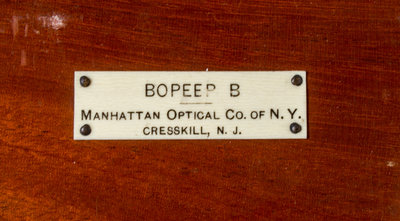 BOPEEP B
MANHATTAN OPTICAL CO. OF N. Y.
CRESSKILL, N. J.